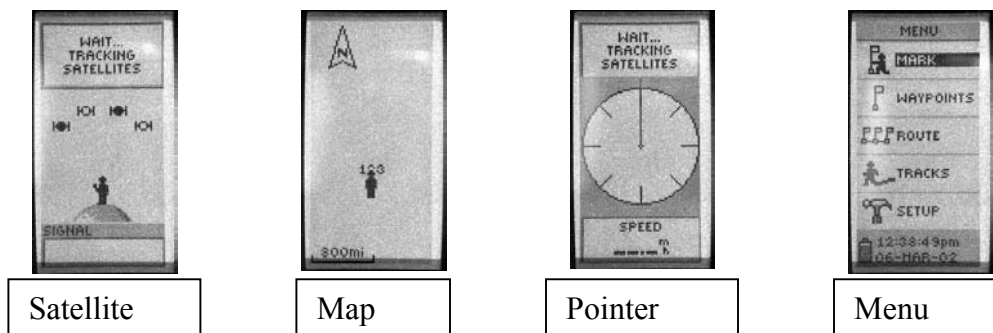 WAIT...
TRACKING
SATELLITES
SIGNAL
Satellite
N
123
800mi
Map
WAIT...
TRACKING
SATELLITES
SPEED
m
h
Pointer
MENU
MARK
WAYPOINTS
ROUTE
TRACKS
SETUP
12:38:49pm
06-MAR-02
Menu